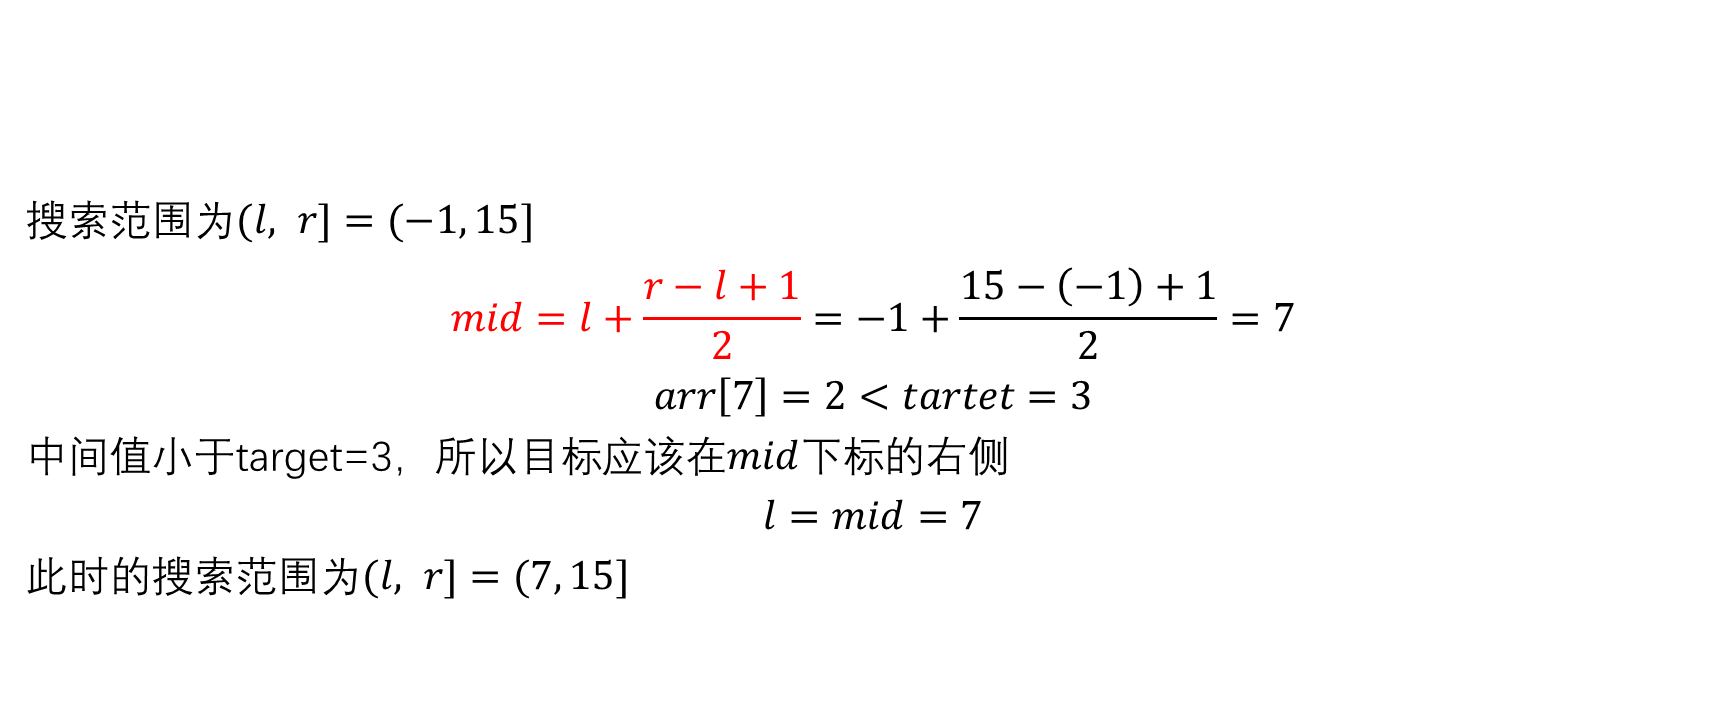 搜索范围为(l, r] = (−1, 15]
mid = l + \frac{r − l + 1}{2} = −1 + \frac{15 − (−1) + 1}{2} = 7
arr[7] = 2 < tartet = 3
中间值小于target=3，所以目标应该在mid下标的右侧
l = mid = 7
此时的搜索范围为(l, r] = (7, 15]